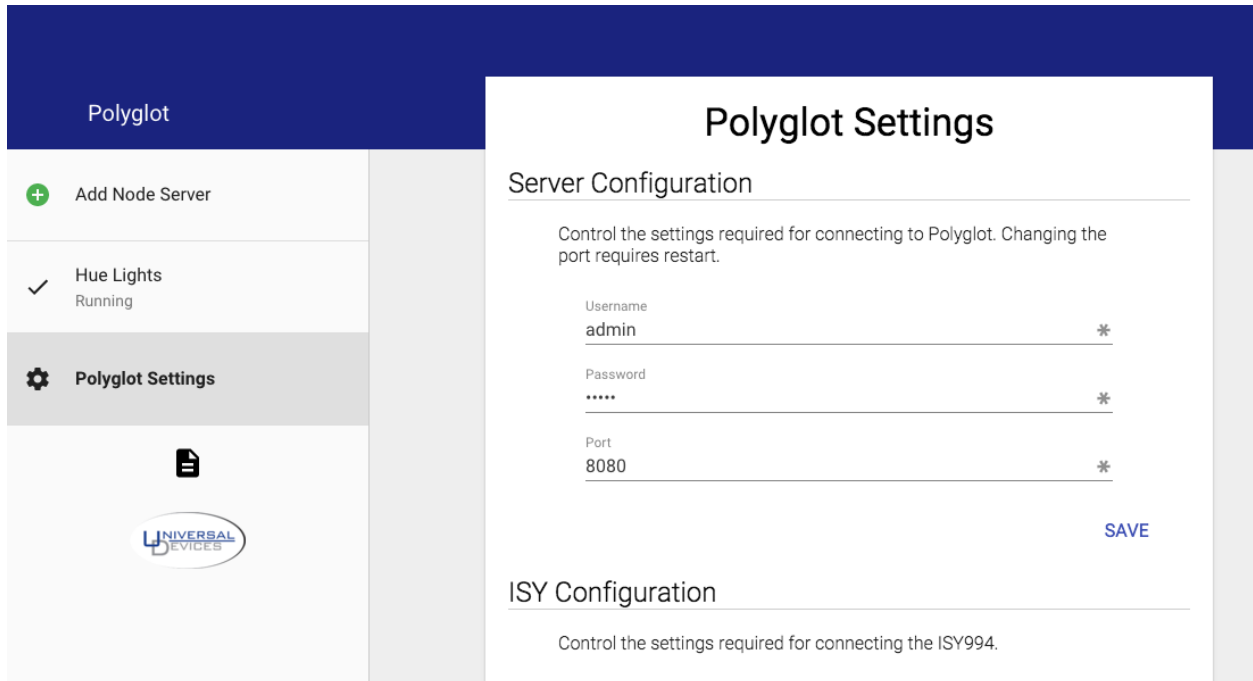 Polyglot
Add Node Server
Hue Lights
Running
Polyglot Settings
UNIVERSAL
DEVICES
Polyglot Settings
Server Configuration
Control the settings required for connecting to Polyglot. Changing the
port requires restart.
Username
admin
Password
•••••
Port
8080
SAVE
ISY Configuration
Control the settings required for connecting the ISY994.